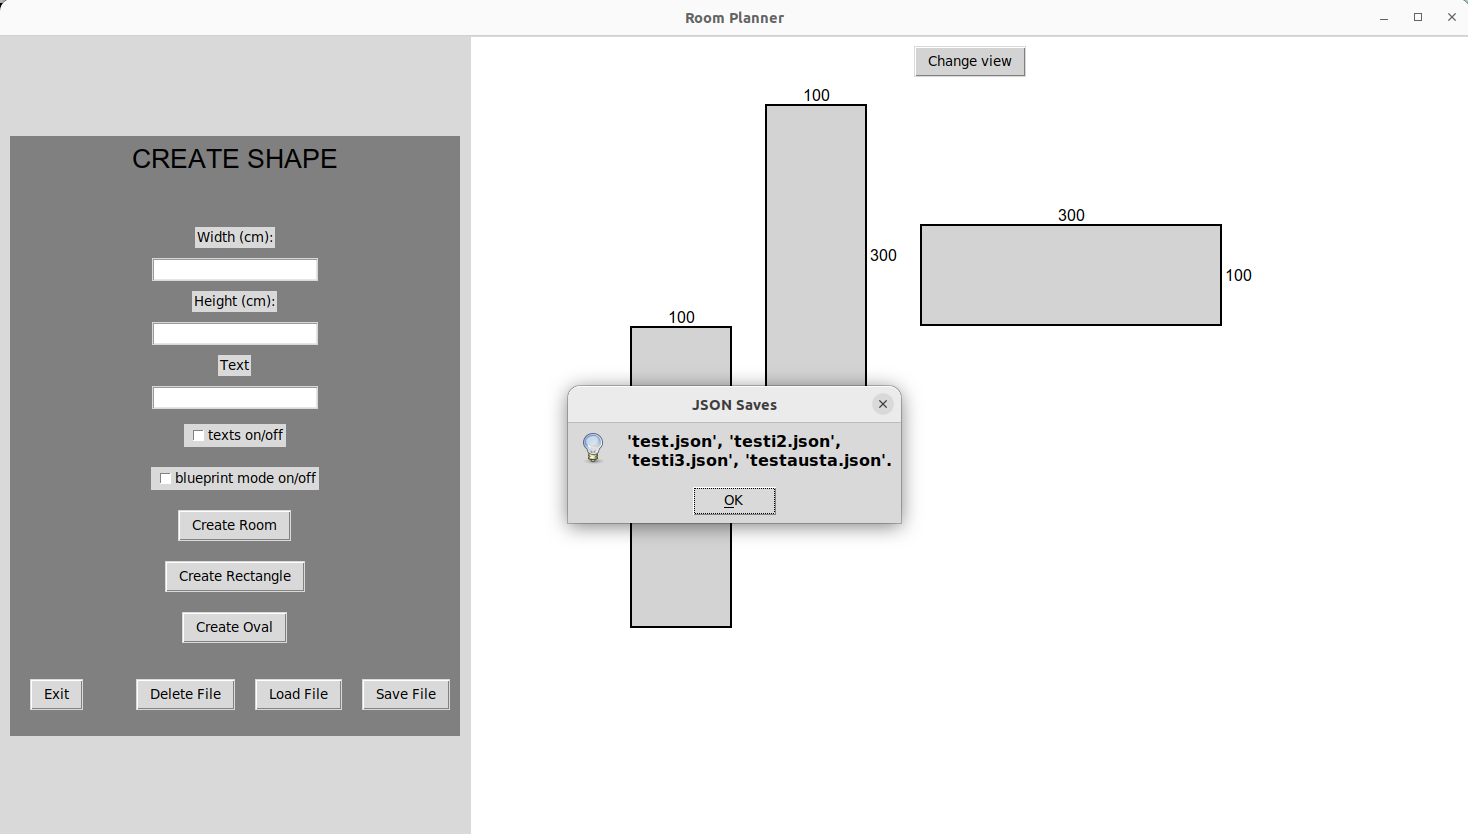 Room Planner
Change view
CREATE SHAPE
Width (cm):
Height (cm):
Text
texts on/off
blueprint mode on/off
Create Room
Create Rectangle
Create Oval
Exit
Delete File
Load File
Save File
100
300
300
100
100
JSON Saves
'test.json', 'testi2.json',
'testi3.json', 'testausta.json'.
OK